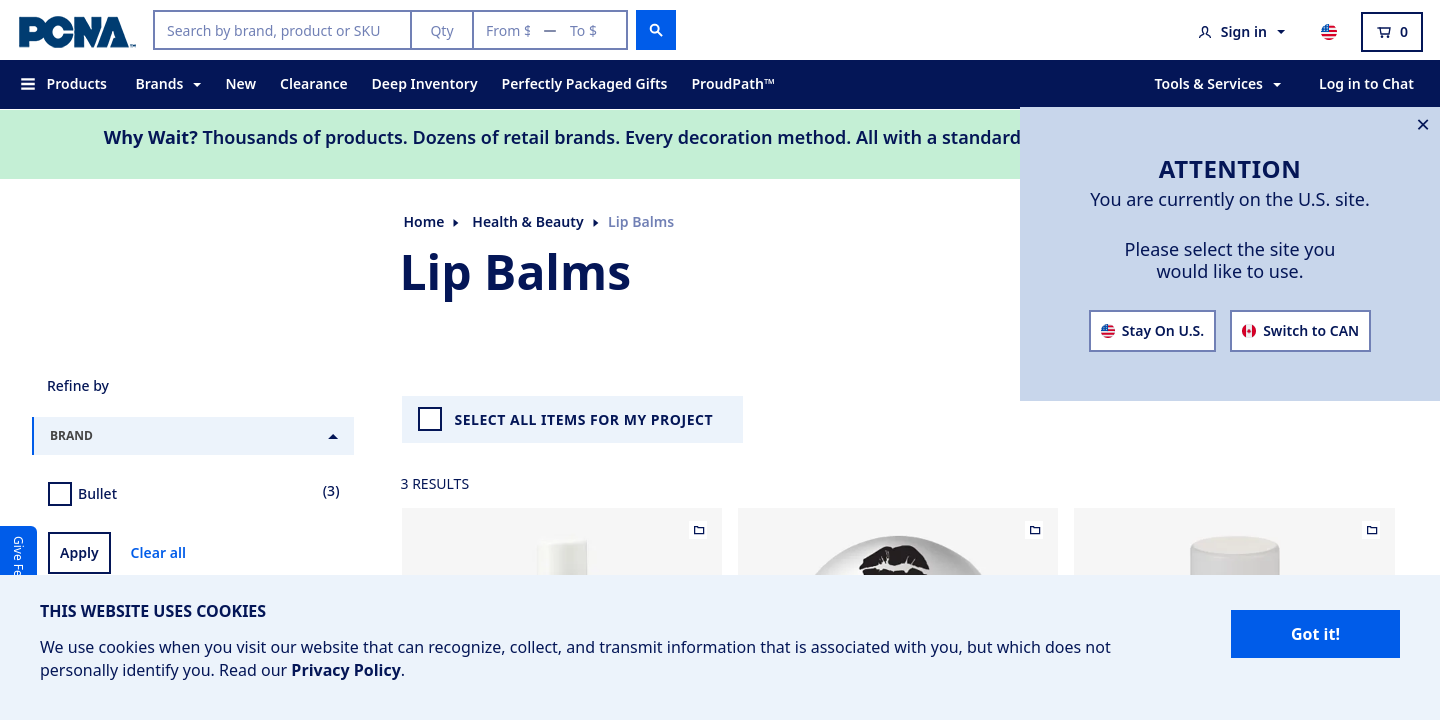 PCNA
Search by brand, product or SKU
Qty
From $ — To $
Sign in
0
Products
Brands
New
Clearance
Deep Inventory
Perfectly Packaged Gifts
ProudPath™
Tools & Services
Log in to Chat
Why Wait? Thousands of products. Dozens of retail brands. Every decoration method. All with a standard
ATTENTION
You are currently on the U.S. site.
Please select the site you
would like to use.
Stay On U.S.
Switch to CAN
Home
Health & Beauty
Lip Balms
Lip Balms
Refine by
BRAND
Bullet
(3)
Apply
Clear all
SELECT ALL ITEMS FOR MY PROJECT
3 RESULTS
Give
THIS WEBSITE USES COOKIES
We use cookies when you visit our website that can recognize, collect, and transmit information that is associated with you, but which does not
personally identify you. Read our Privacy Policy.
Got it!